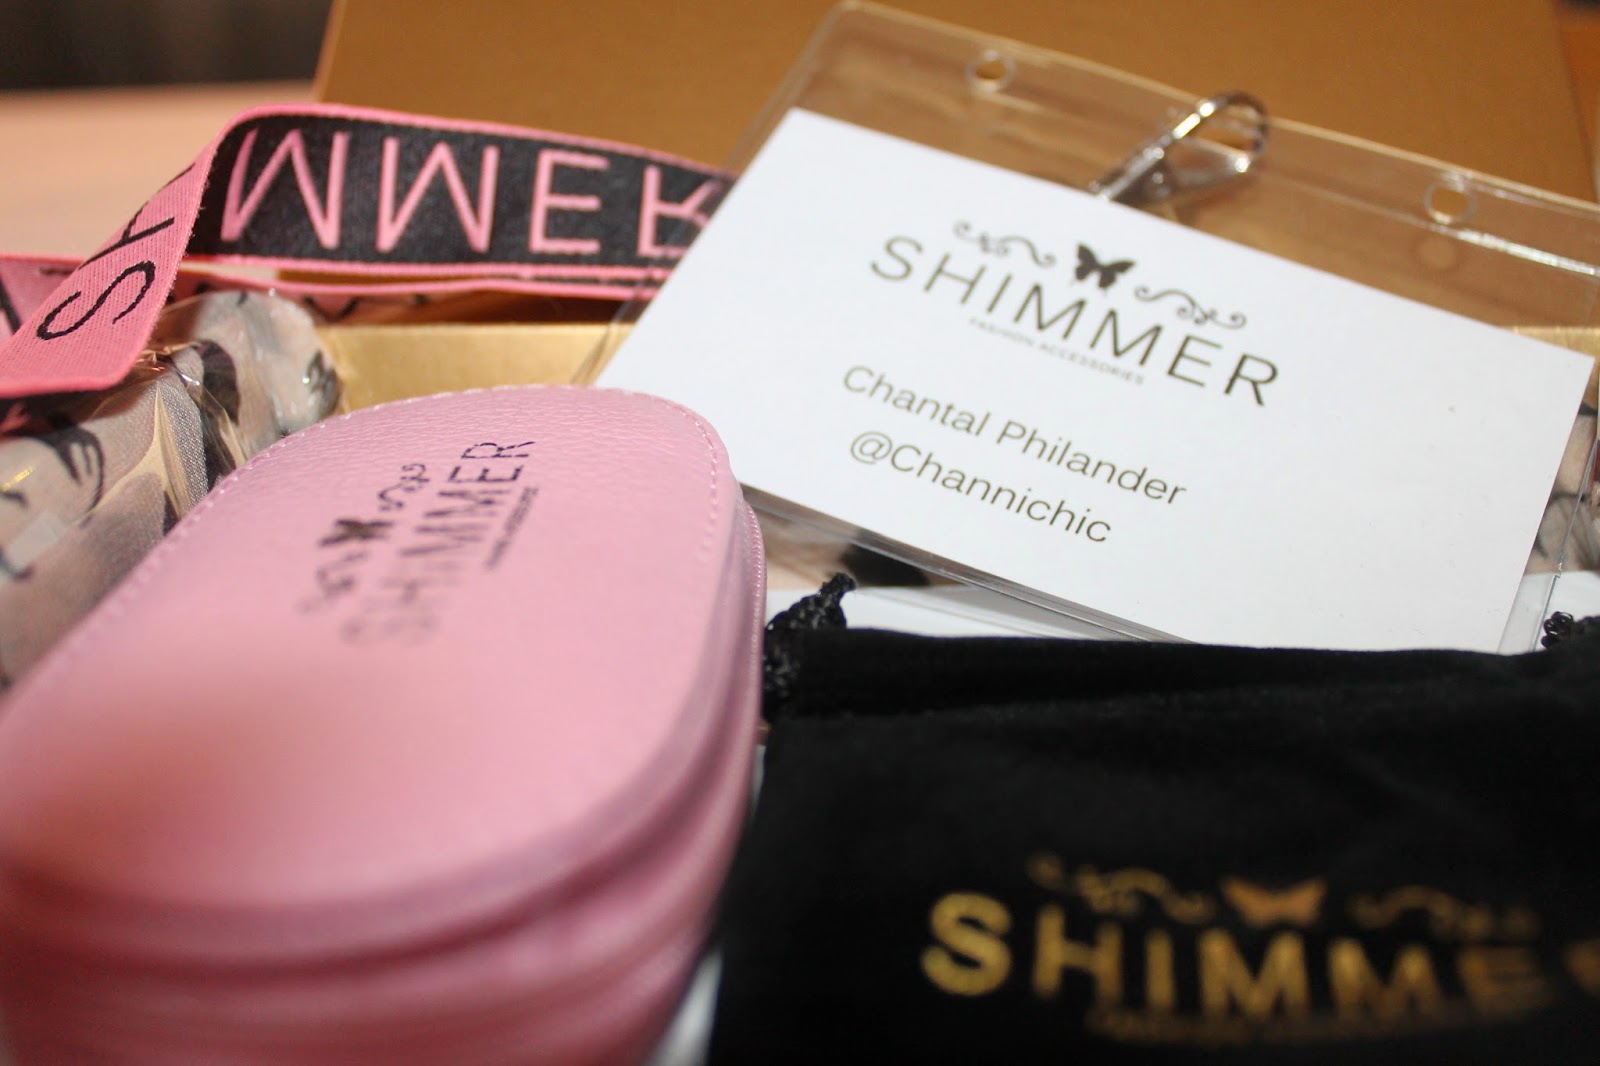 SHIMMER
SHIMMER
FASHION ACCESSORIES
Chantal Philander
@Channichic
SHIMMER
SHIMME